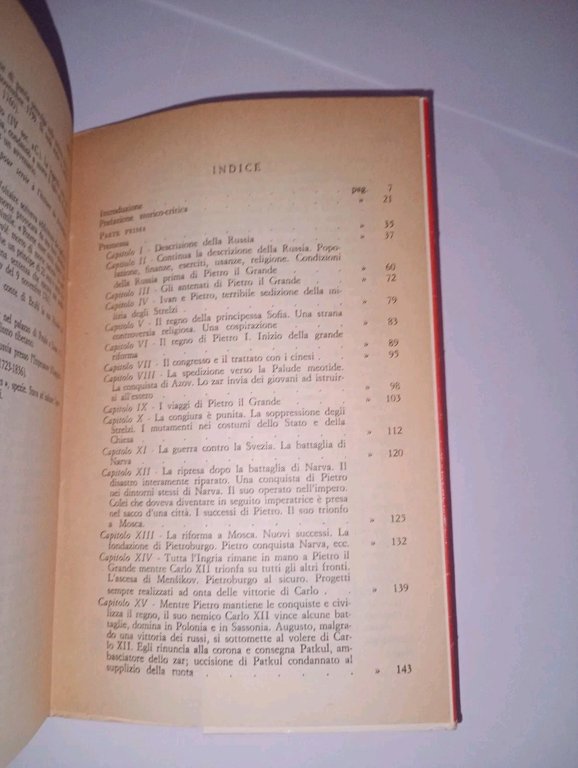 nel palazzo di
INDICE
Introduzione . . . . . pag. 7
Prefazione storico-critica . . . . . » 21
PARTE PRIMA
Premessa . . . . . » 35
Capitolo I - Descrizione della Russia . . . . . » 37
Capitolo II - Continua la descrizione della Russia. Popo-
lazione, finanze, eserciti, usanze, religione. Condizioni
della Russia prima di Pietro il Grande . . . . . » 60
Capitolo III - Gli antenati di Pietro il Grande . . . . . » 72
Capitolo IV - Ivan e Pietro, terribile sedizione della mi-
lizia degli Strelzi . . . . . » 79
Capitolo V - Il regno della principessa Sofia. Una strana
controversia religiosa. Una cospirazione . . . . . » 83
Capitolo VI - Il regno di Pietro I. Inizio della grande
riforma . . . . . » 89
Capitolo VII - Il congresso e il trattato con i cinesi . . . . . » 95
Capitolo VIII - La spedizione verso la Palude meotide.
La conquista di Azov. Lo zar invia dei giovani ad istruir-
si all'estero . . . . . » 98
Capitolo IX - I viaggi di Pietro il Grande . . . . . » 103
Capitolo X - La congiura è punita. La soppressione degli
Strelzi. I mutamenti nei costumi dello Stato e della
Chiesa . . . . . » 112
Capitolo XI - La guerra contro la Svezia. La battaglia di
Narva . . . . . » 120
Capitolo XII - La ripresa dopo la battaglia di Narva. Il
disastro interamente riparato. Una conquista di Pietro
nei dintorni stessi di Narva. Il suo operato nell'impero.
Colei che doveva diventare in seguito imperatrice è presa
nel sacco d'una città. I successi di Pietro. Il suo trionfo
a Mosca . . . . . » 125
Capitolo XIII - La riforma a Mosca. Nuovi successi. La
fondazione di Pietroburgo. Pietro conquista Narva, ecc. » 132
Capitolo XIV - Tutta l'Ingria rimane in mano a Pietro il
Grande mentre Carlo XII trionfa su tutti gli altri fronti.
L'ascesa di Menšikov. Pietroburgo al sicuro. Progetti
sempre realizzati ad onta delle vittorie di Carlo . . » 139
Capitolo XV - Mentre Pietro mantiene le conquiste e civi-
lizza il regno, il suo nemico Carlo XII vince alcune bat-
taglie, domina in Polonia e in Sassonia. Augusto, malgra-
do una vittoria dei russi, si sottomette al volere di Car-
lo XII. Egli rinuncia alla corona e consegna Patkul, am-
basciatore dello zar; uccisione di Patkul condannato al
supplizio della ruota . . . . . » 143